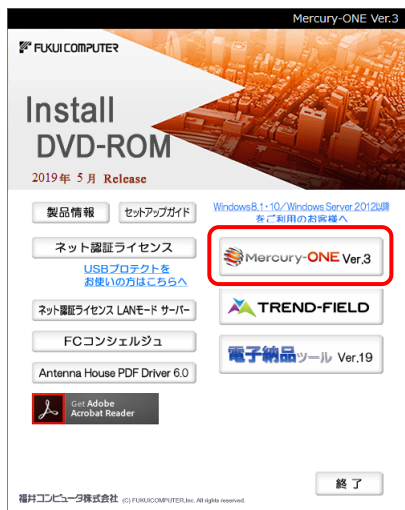 Mercury-ONE Ver.3
FUKUI COMPUTER
Install
DVD-ROM
2019年 5 月 Release
製品情報
セットアップガイド
Windows8.1・10／Windows Server 2012以降
をご利用のお客様へ
ネット認証ライセンス
USBプロテクトを
お使いの方はこちらへ
Mercury-ONE Ver.3
ネット認証ライセンス LANモード サーバー
TREND-FIELD
FCコンシェルジュ
電子納品ツール Ver.19
Antenna House PDF Driver 6.0
Get Adobe
Acrobat Reader
終 了
福井コンピュータ株式会社 (C) FUKUICOMPUTER,Inc. All rights reserved.